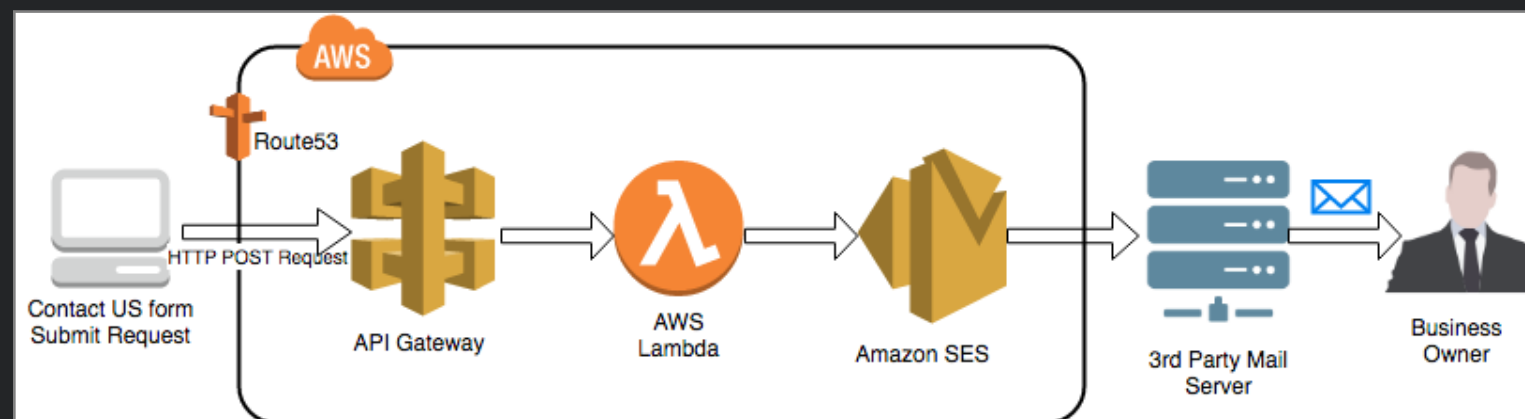 AWS
Route53
HTTP POST Request
Contact US form
Submit Request
API Gateway
AWS
Lambda
Amazon SES
3rd Party Mail
Server
Business
Owner